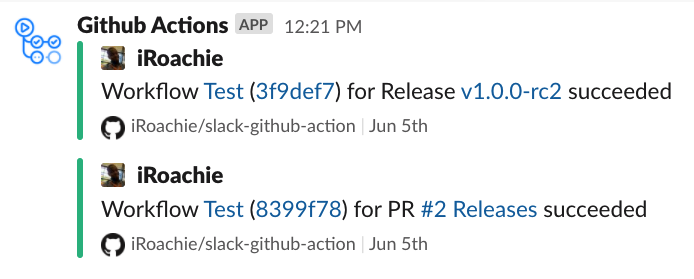 Github Actions APP 12:21 PM
iRoachie
Workflow Test (3f9def7) for Release v1.0.0-rc2 succeeded
iRoachie/slack-github-action | Jun 5th
iRoachie
Workflow Test (8399f78) for PR #2 Releases succeeded
iRoachie/slack-github-action | Jun 5th